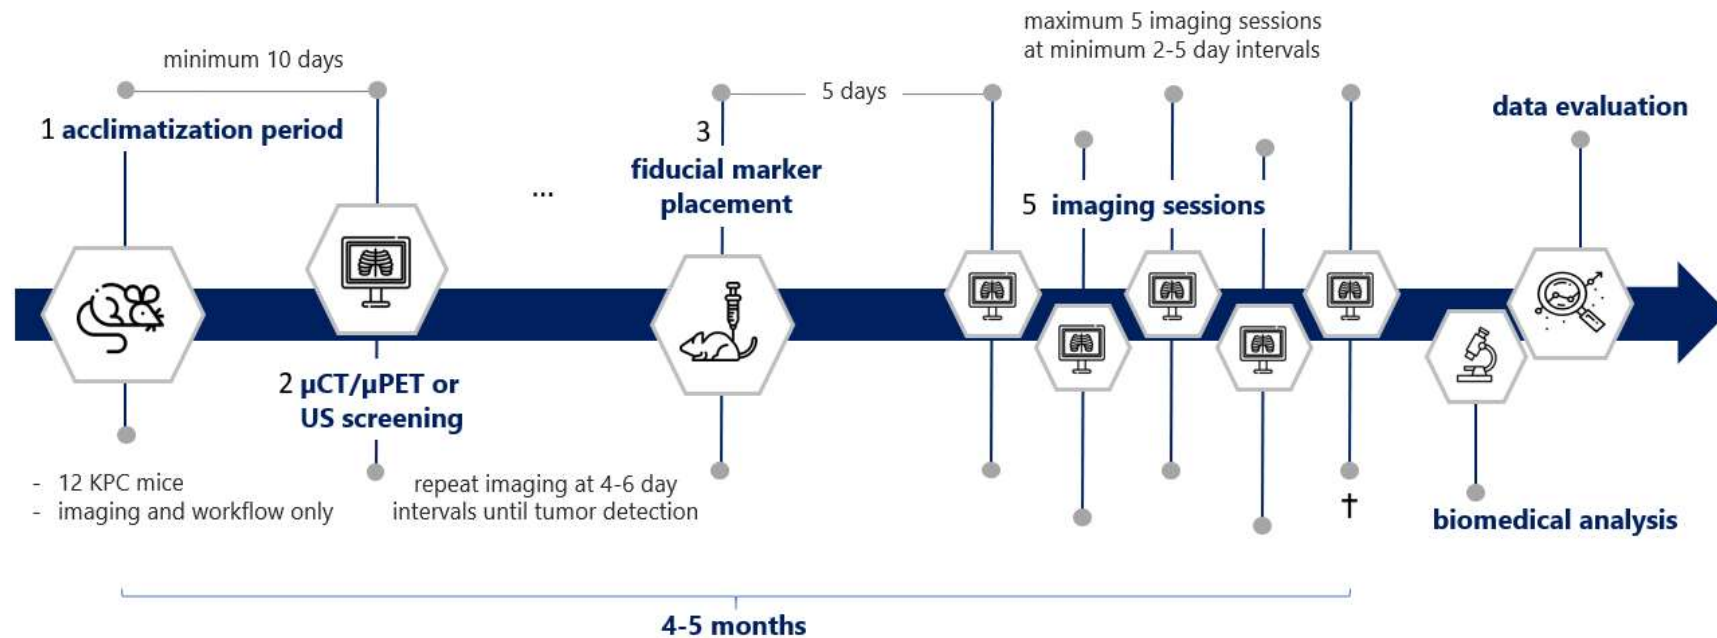 maximum 5 imaging sessions
at minimum 2-5 day intervals
minimum 10 days
5 days
1 acclimatization period
3
fiducial marker
placement
data evaluation
...
5 imaging sessions
2 µCT/µPET or
US screening
- 12 KPC mice
- imaging and workflow only
repeat imaging at 4-6 day
intervals until tumor detection
†
biomedical analysis
4-5 months